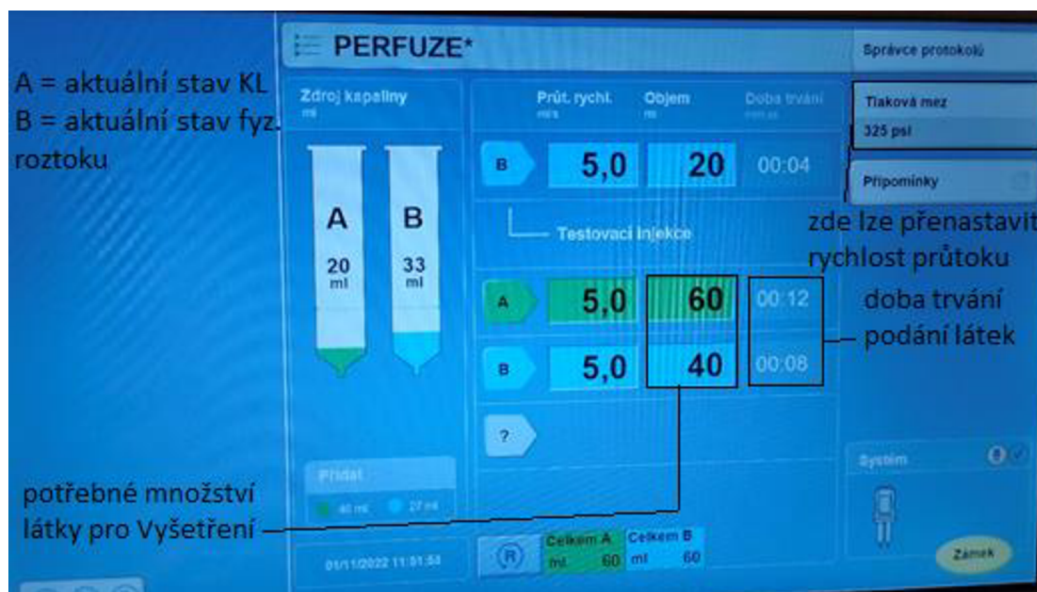 PERFUZE*
Správce protokolů
A = aktuální stav KL
B = aktuální stav fyz.
roztoku
Zdroj kapaliny
ml
Průt. rychl.
ml/s
Objem
ml
Doba trvání
mm:ss
Tlaková mez
325 psi
Připomínky
B 5,0 20 00:04
Testovací injekce
zde lze přenastavit
rychlost průtoku
A
20
ml
B
33
ml
A 5,0 60 00:12
B 5,0 40 00:08
doba trvání
podání látek
?
Přidat
40 ml 27 ml
potřebné množství
látky pro Vyšetření
Systém
Zámek
01/11/2022 11:51:53
R
Celkem A
ml 60
Celkem B
ml 60